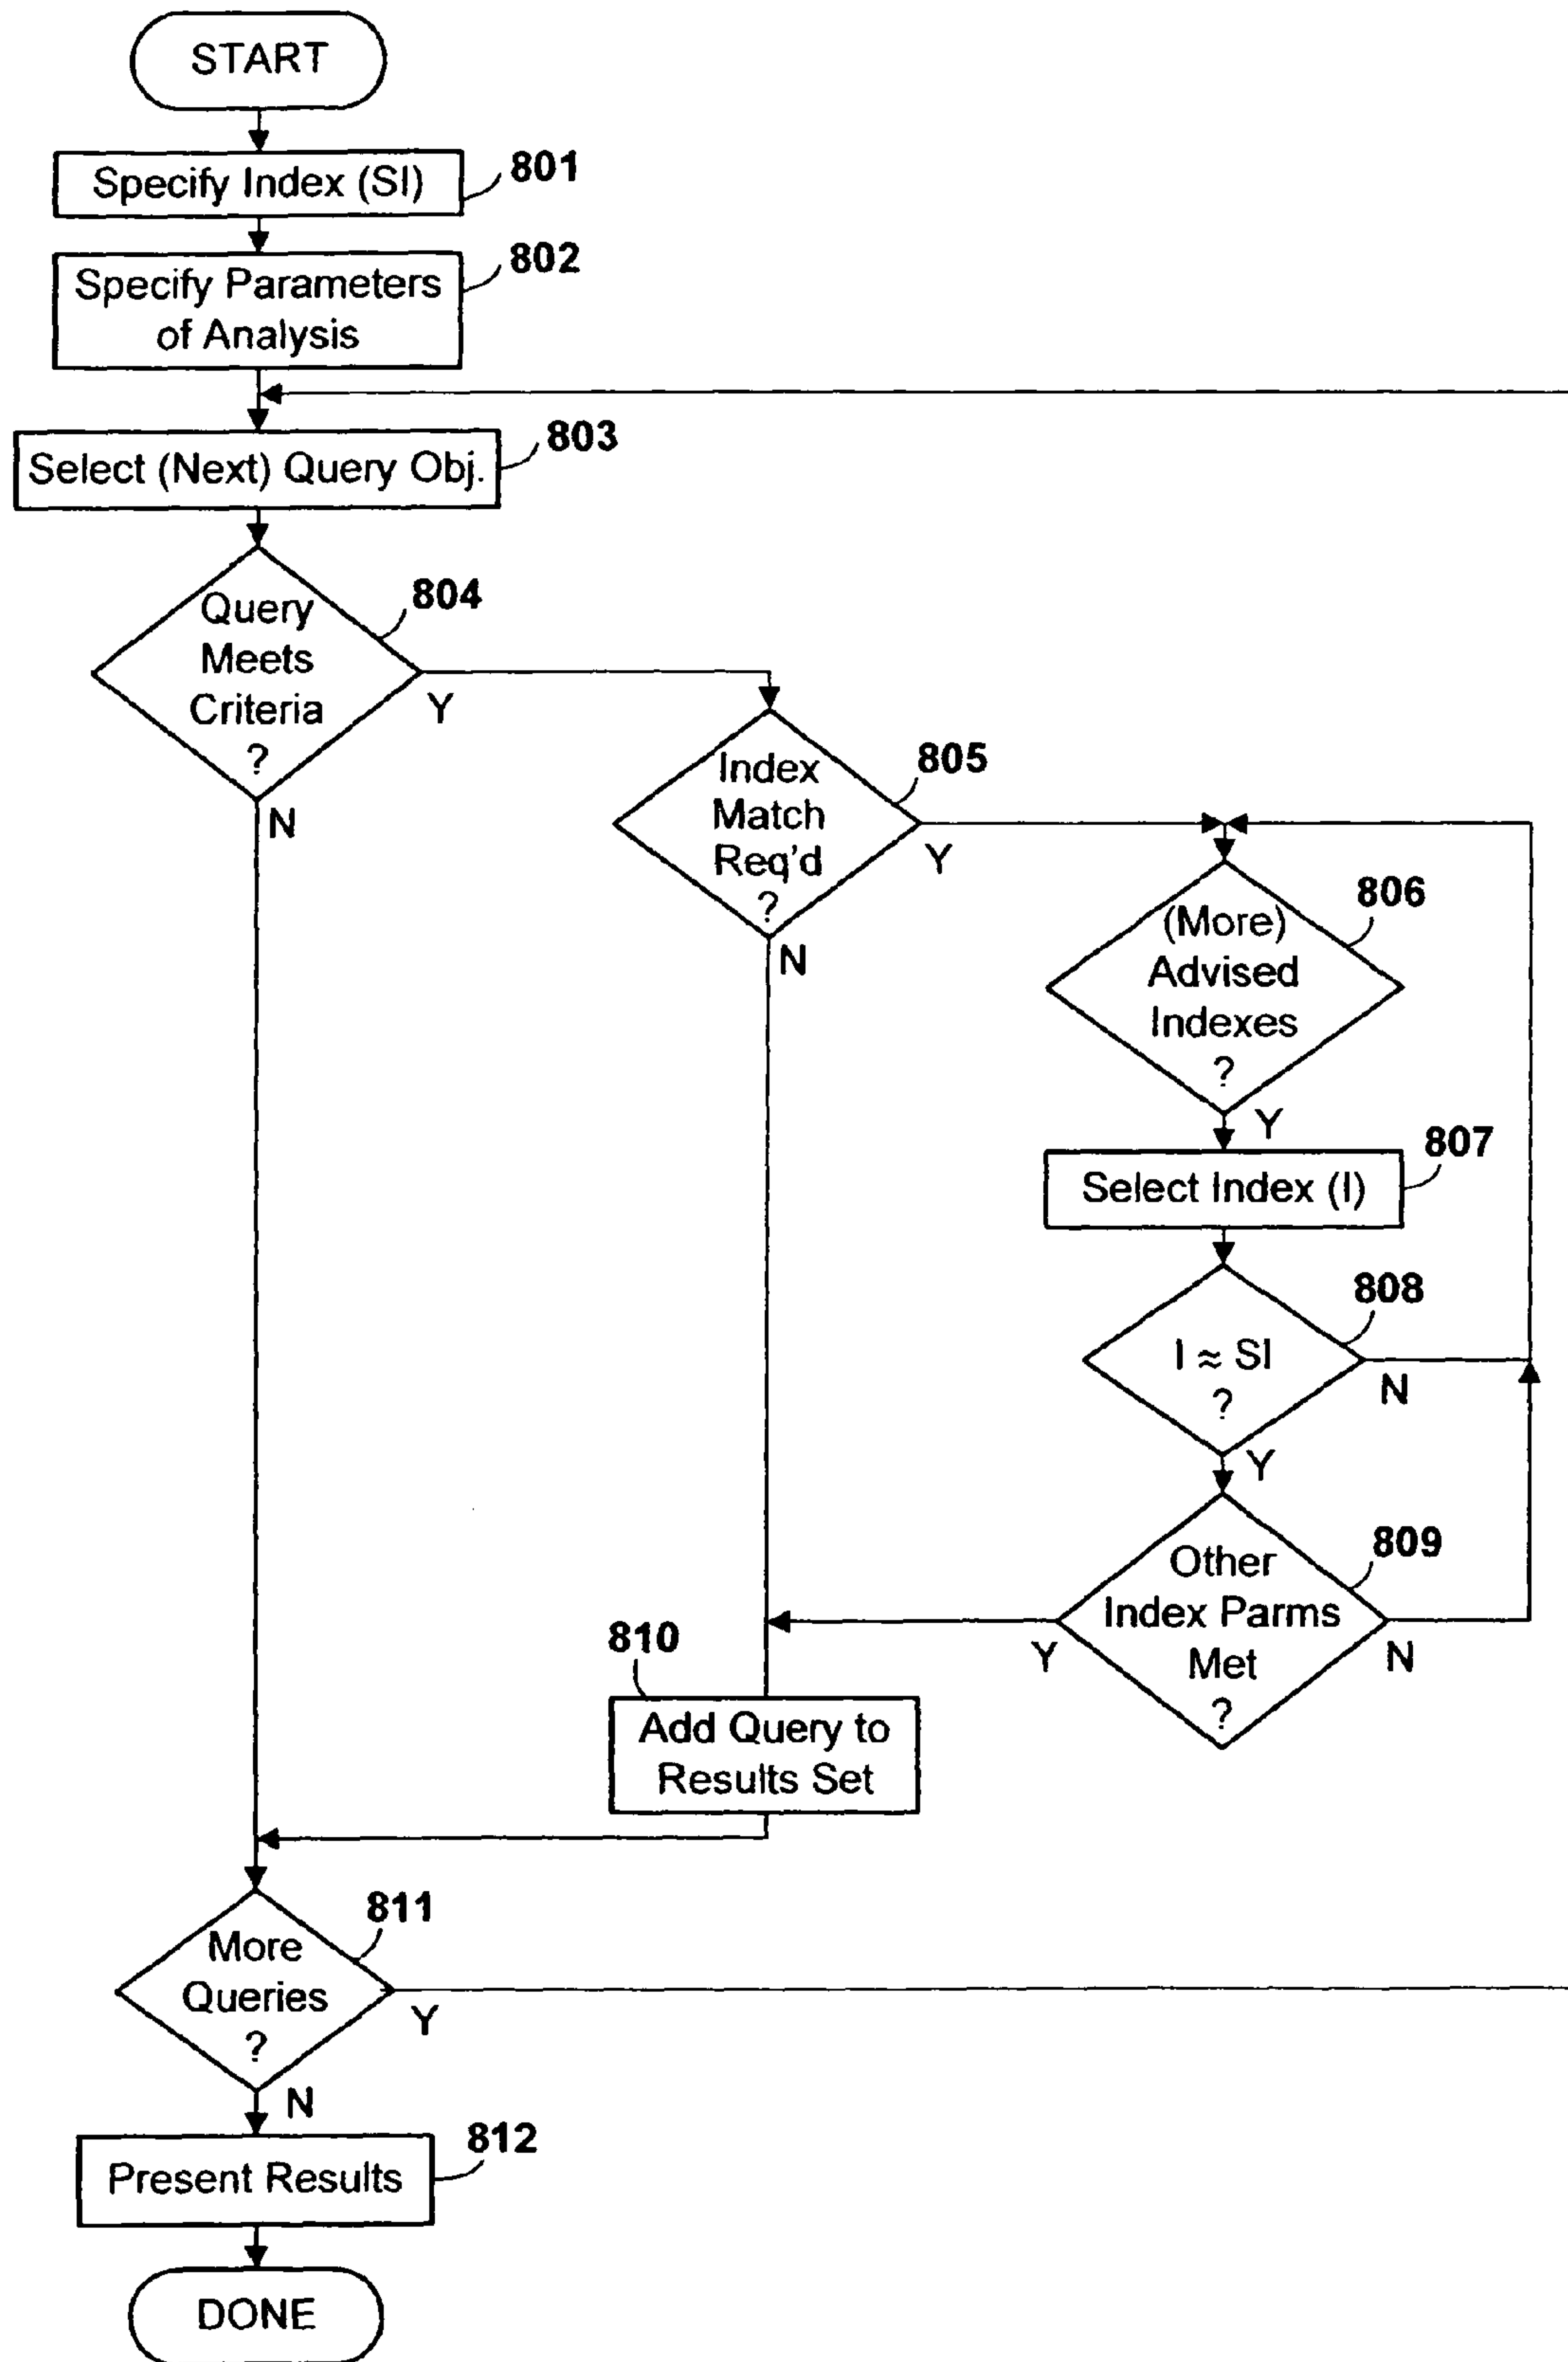 START
Specify Index (SI)
801
Specify Parameters
of Analysis
802
Select (Next) Query Obj.
803
Query
Meets
Criteria
?
804
Y
N
Index
Match
Req'd
?
805
Y
N
(More)
Advised
Indexes
?
806
Y
Select Index (I)
807
I ≈ SI
?
808
N
Y
Other
Index Parms
Met
?
809
Y
N
810
Add Query to
Results Set
More
Queries
?
811
Y
N
Present Results
812
DONE